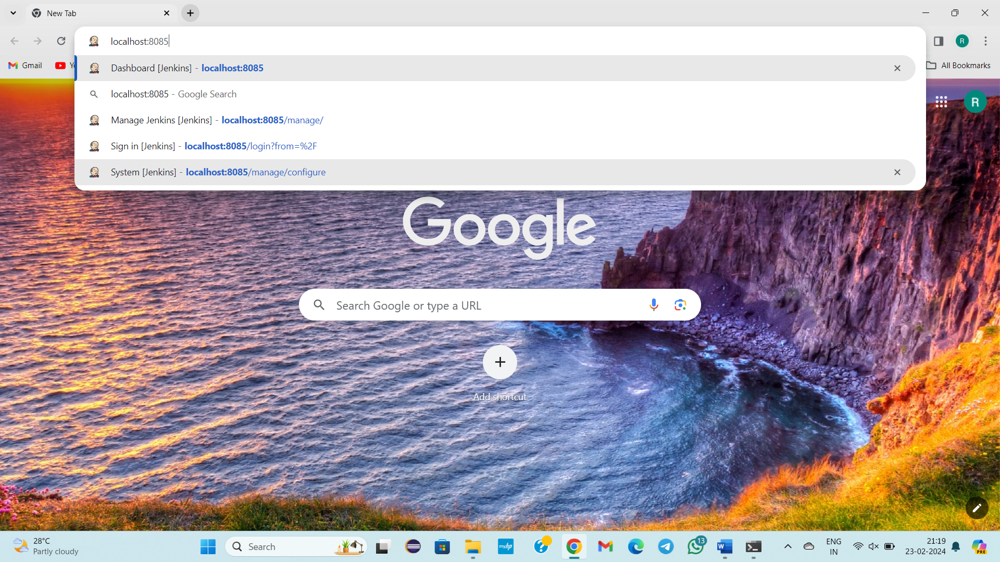 New Tab
localhost:8085
Dashboard [Jenkins] - localhost:8085
localhost:8085 - Google Search
Manage Jenkins [Jenkins] - localhost:8085/manage/
Sign in [Jenkins] - localhost:8085/login?from=%2F
System [Jenkins] - localhost:8085/manage/configure
R
Gmail
All Bookmarks
R
Google
Search Google or type a URL
Add shortcut
28°C
Partly cloudy
Search
myhp
13
W
ENG
IN
21:19
23-02-2024
PRE